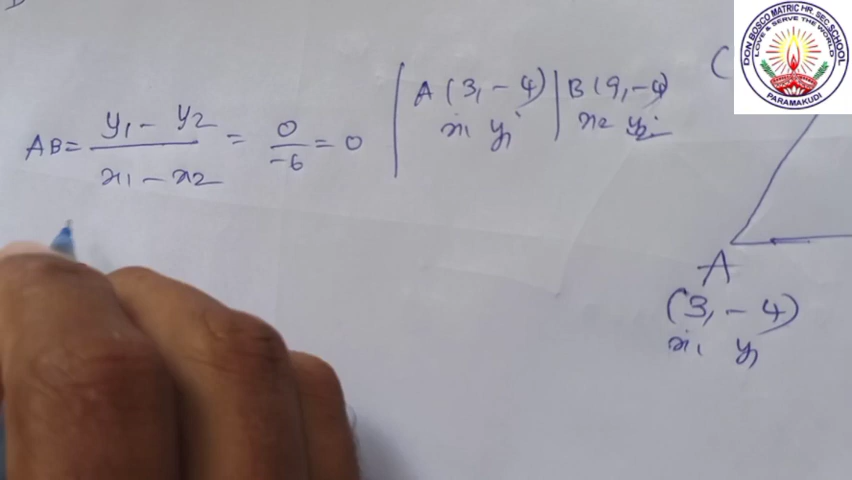 AB = y1 - y2 / x1 - x2 = 0 / -6 = 0 | A (3, -4) | B (9, -4)
x1 y1 | x2 y2
C
A
(3, -4)
x1 y1
DON BOSCO MATRIC HR. SEC. SCHOOL
LOVE & SERVE THE WORLD
PARAMAKUDI